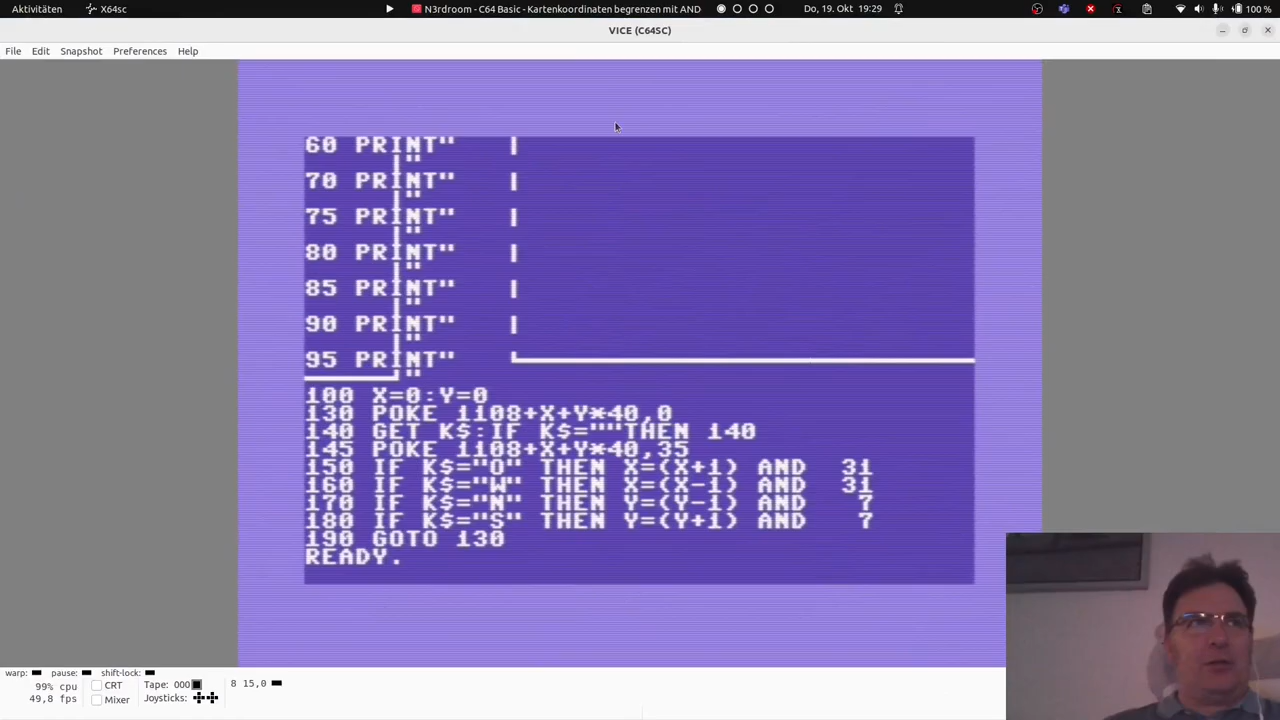 Aktivitäten
X64sc
N3rdroom - C64 Basic - Kartenkoordinaten begrenzen mit AND
Do, 19. Okt 19:29
100 %
VICE (C64SC)
File Edit Snapshot Preferences Help
60 PRINT"    |
|"
70 PRINT"    |
|"
75 PRINT"    |
|"
80 PRINT"    |
|"
85 PRINT"    |
|"
90 PRINT"    |
|"
95 PRINT"
"
100 X=0:Y=0
130 POKE 1108+X+Y*40,0
140 GET K$:IF K$=""THEN 140
145 POKE 1108+X+Y*40,35
150 IF K$="O" THEN X=(X+1) AND  31
160 IF K$="W" THEN X=(X-1) AND  31
170 IF K$="N" THEN Y=(Y-1) AND   7
180 IF K$="S" THEN Y=(Y+1) AND   7
190 GOTO 130
READY.
warp: pause: shift-lock:
99% cpu
49,8 fps
CRT
Mixer
Tape: 000
Joysticks:
8 15,0